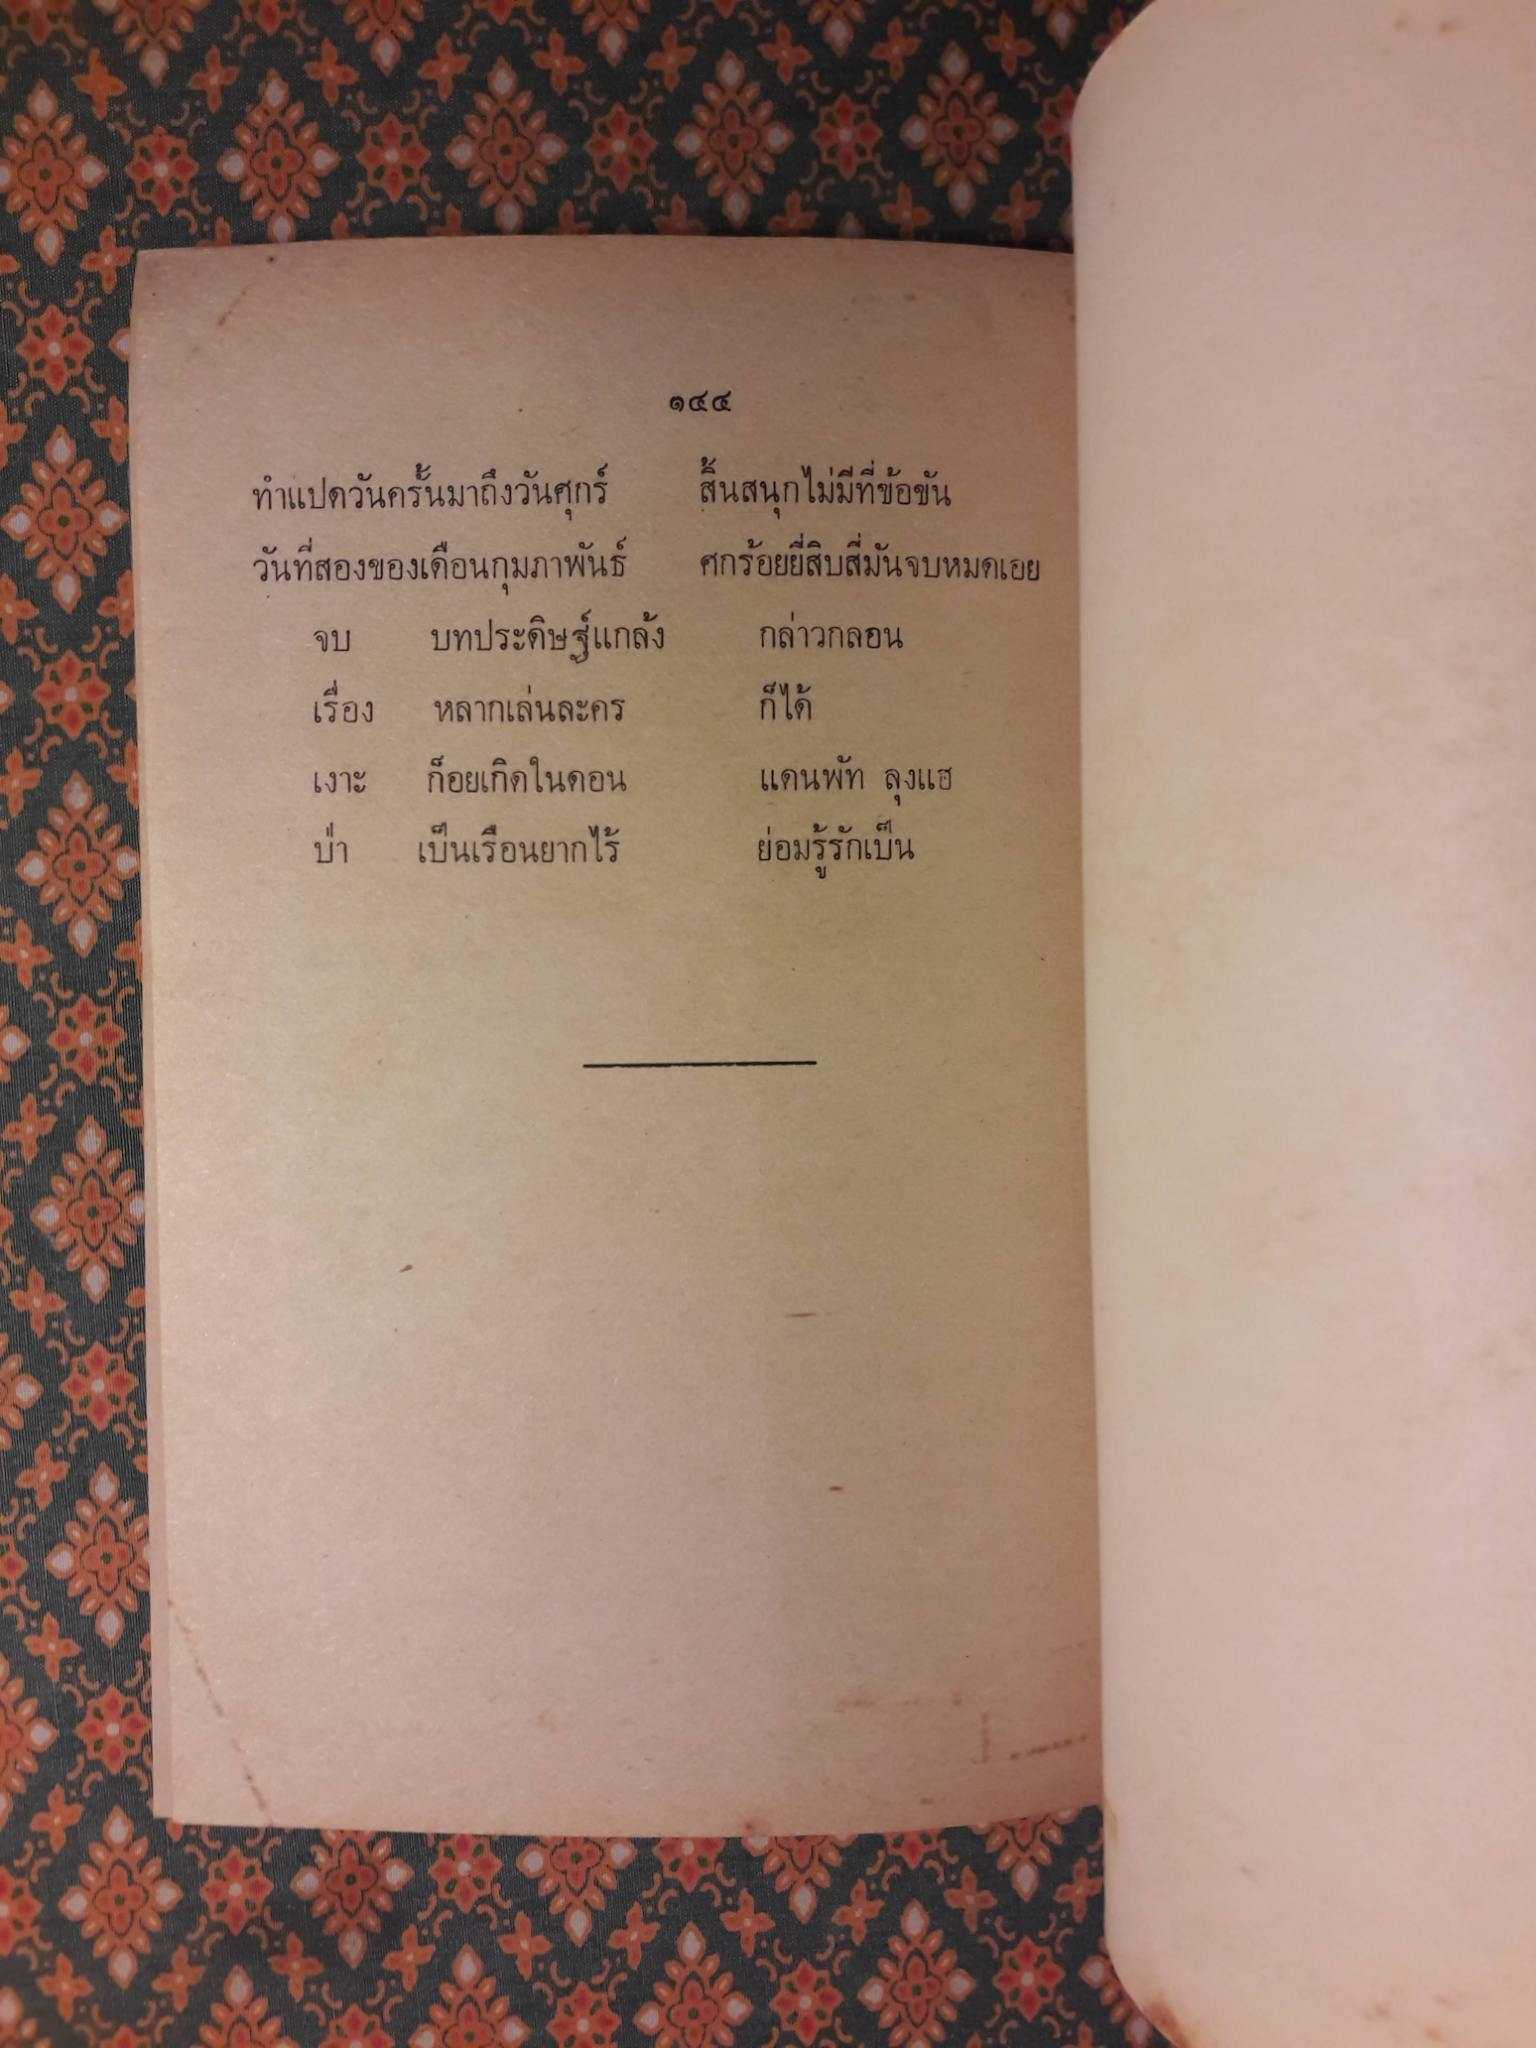 ๑๔๔
ทำแปดวันครั้นมาถึงวันศุกร์ สิ้นสนุกไม่มีที่ข้อขัน
วันที่สองของเดือนกุมภาพันธ์ ศกร้อยยี่สิบสี่มันจบหมดเอย
จบ บทประดิษฐ์แกล้ง กล่าวกลอน
เรื่อง หลากเล่นละคร ก็ได้
เงาะ ก็อยเกิดในดอน แดนพัท ลุงแฮ
ป่า เป็นเรือนยากไร้ ย่อมรู้รักเป็น